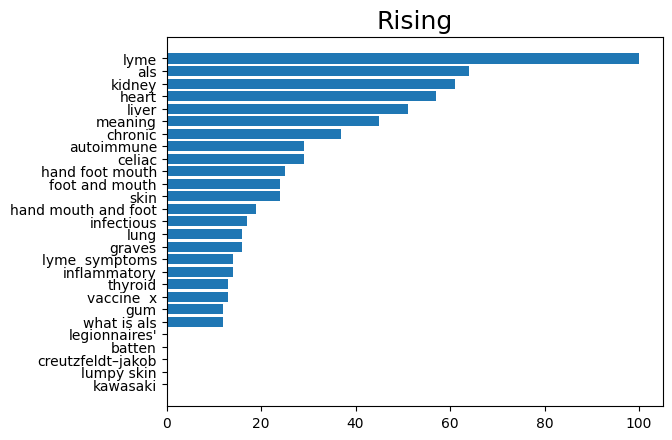 Rising
lyme
als
kidney
heart
liver
meaning
chronic
autoimmune
celiac
hand foot mouth
foot and mouth
skin
hand mouth and foot
infectious
lung
graves
lyme  symptoms
inflammatory
thyroid
vaccine  x
gum
what is als
legionnaires'
batten
creutzfeldt–jakob
lumpy skin
kawasaki
0 20 40 60 80 100